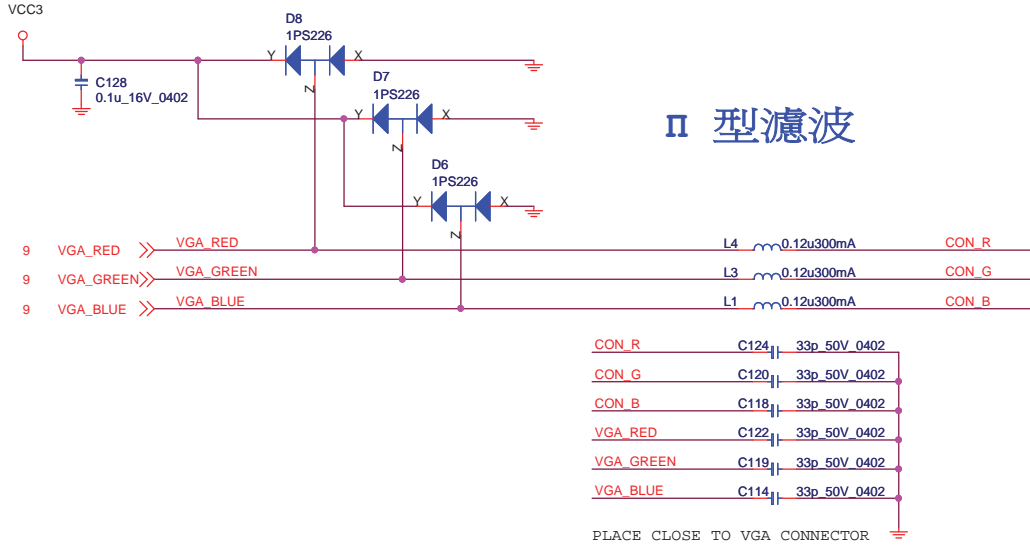 VCC3
D8
1PS226
Y
X
Z
C128
0.1u_16V_0402
D7
1PS226
Y
X
Z
π 型濾波
D6
1PS226
Y
X
Z
9 VGA_RED VGA_RED L4 0.12u300mA CON_R
9 VGA_GREEN VGA_GREEN L3 0.12u300mA CON_G
9 VGA_BLUE VGA_BLUE L1 0.12u300mA CON_B
CON_R C124 33p_50V_0402
CON_G C120 33p_50V_0402
CON_B C118 33p_50V_0402
VGA_RED C122 33p_50V_0402
VGA_GREEN C119 33p_50V_0402
VGA_BLUE C114 33p_50V_0402
PLACE CLOSE TO VGA CONNECTOR